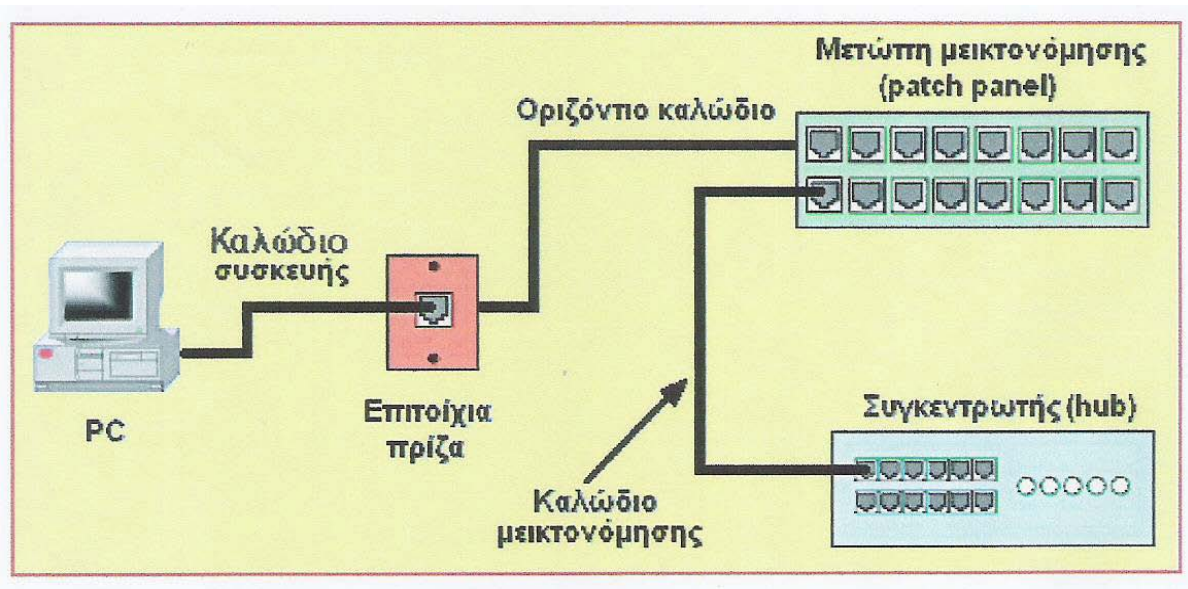 Μετώπη μεικτονόμησης
(patch panel)
Οριζόντιο καλώδιο
Καλώδιο
συσκευής
PC
Επιτοίχια
πρίζα
Συγκεντρωτής (hub)
Καλώδιο
μεικτονόμησης